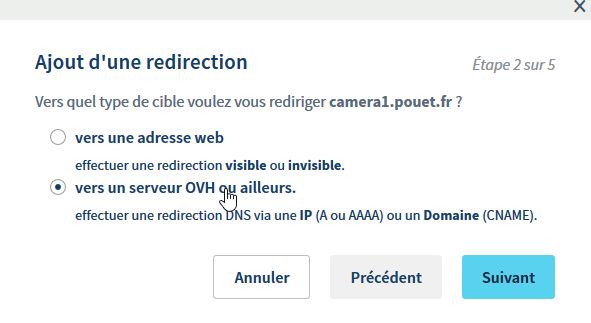 Ajout d'une redirection
Étape 2 sur 5
Vers quel type de cible voulez vous rediriger camera1.pouet.fr ?
vers une adresse web
effectuer une redirection visible ou invisible.
vers un serveur OVH ou ailleurs.
effectuer une redirection DNS via une IP (A ou AAAA) ou un Domaine (CNAME).
Annuler
Précédent
Suivant